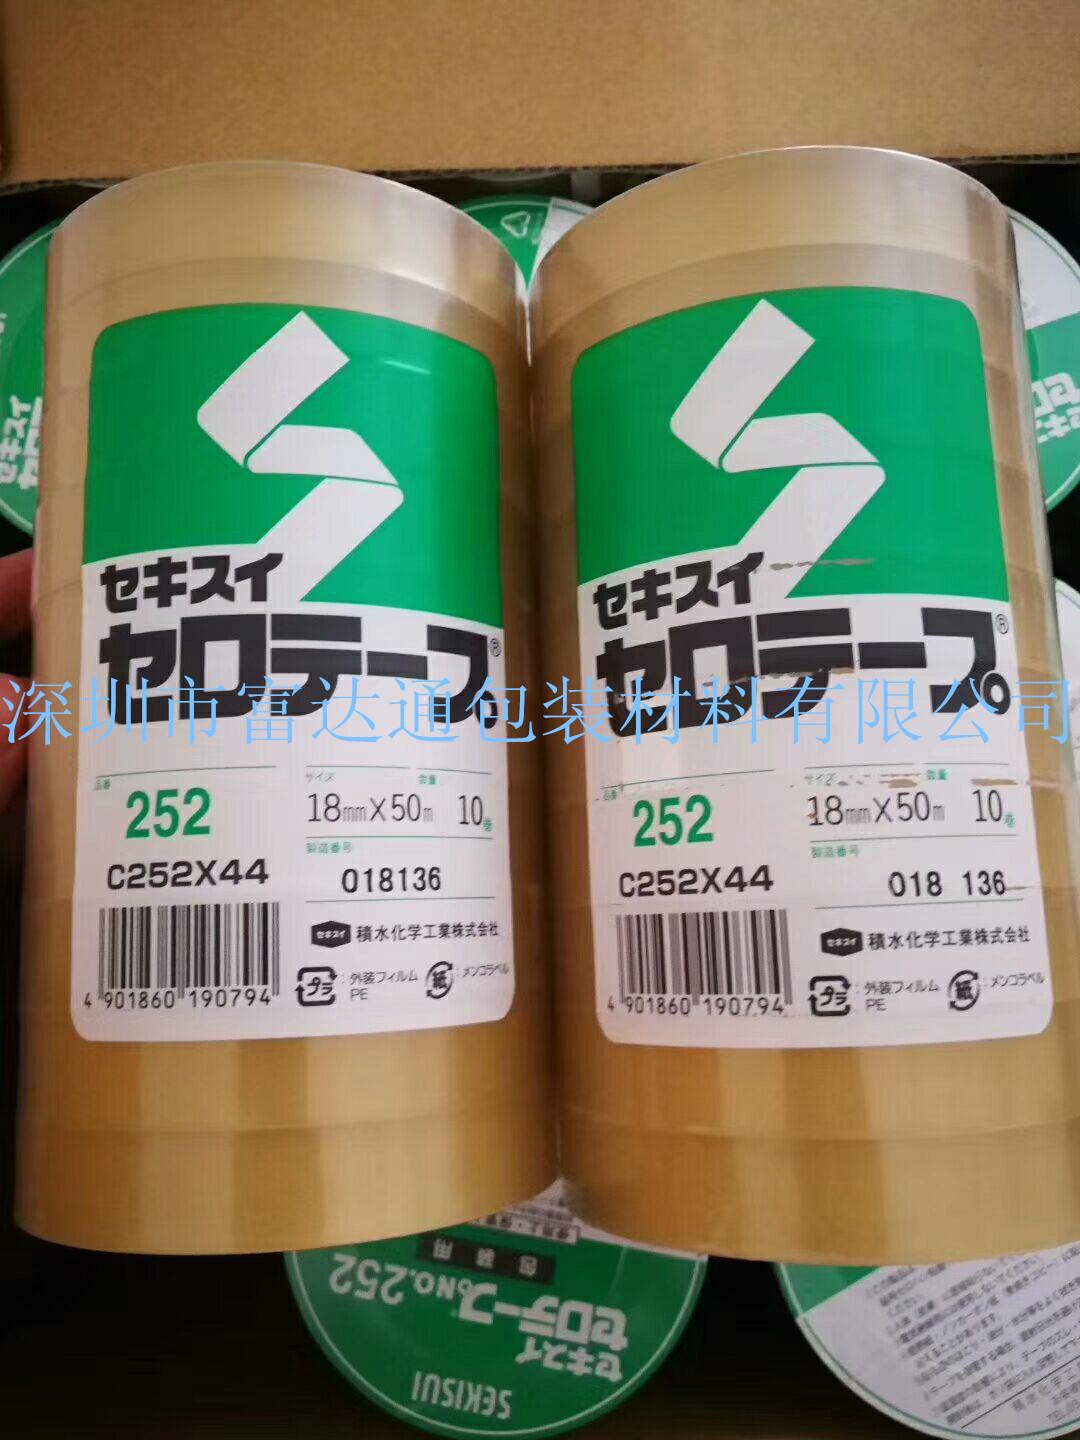 セキスイ
セロテープ®
品番
252
C252X44
サイズ
18mm×50m
数量
10巻
製造番号
018136
4 901860 190794
セキスイ 積水化学工業株式会社
プラ :外装フィルム
PE
紙 :メンコラベル
セキスイ
セロテープ®
品番
252
C252X44
サイズ
18mm×50m
数量
10巻
製造番号
018 136
4 901860 190794
セキスイ 積水化学工業株式会社
プラ :外装フィルム
PE
紙 :メンコラベル
深圳市富达通包装材料有限公司
セキスイ
セロ
SEKISUI
セキスイ
セロテープ® NO.252
包装用